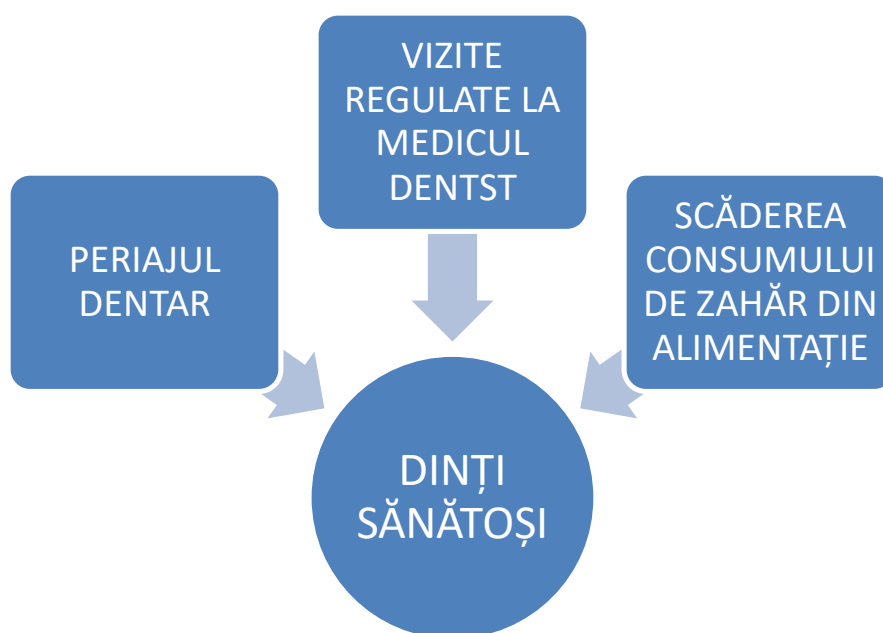 VIZITE
REGULATE LA
MEDICUL
DENTST
PERIAJUL
DENTAR
SCĂDEREA
CONSUMULUI
DE ZAHĂR DIN
ALIMENTAȚIE
DINȚI
SĂNĂTOȘI